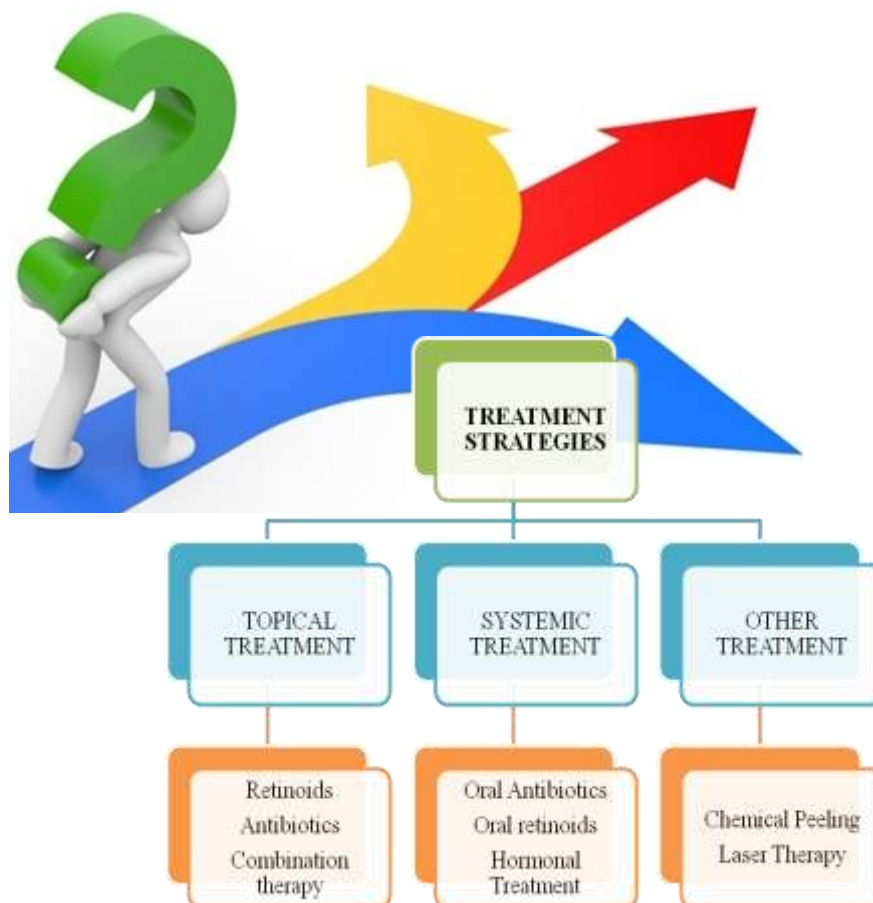 TREATMENT
STRATEGIES
TOPICAL
TREATMENT
SYSTEMIC
TREATMENT
OTHER
TREATMENT
Retinoids
Antibiotics
Combination
therapy
Oral Antibiotics
Oral retinoids
Hormonal
Treatment
Chemical Peeling
Laser Therapy